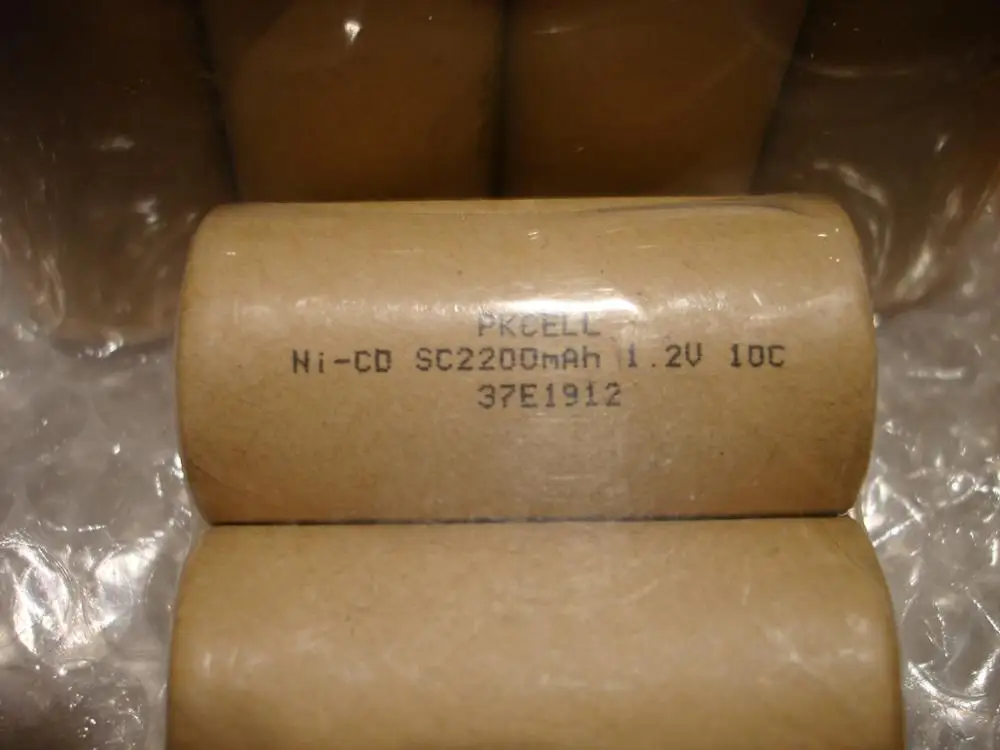 PKCELL
Ni-CD SC2200mAh 1.2V 10C
37E1912